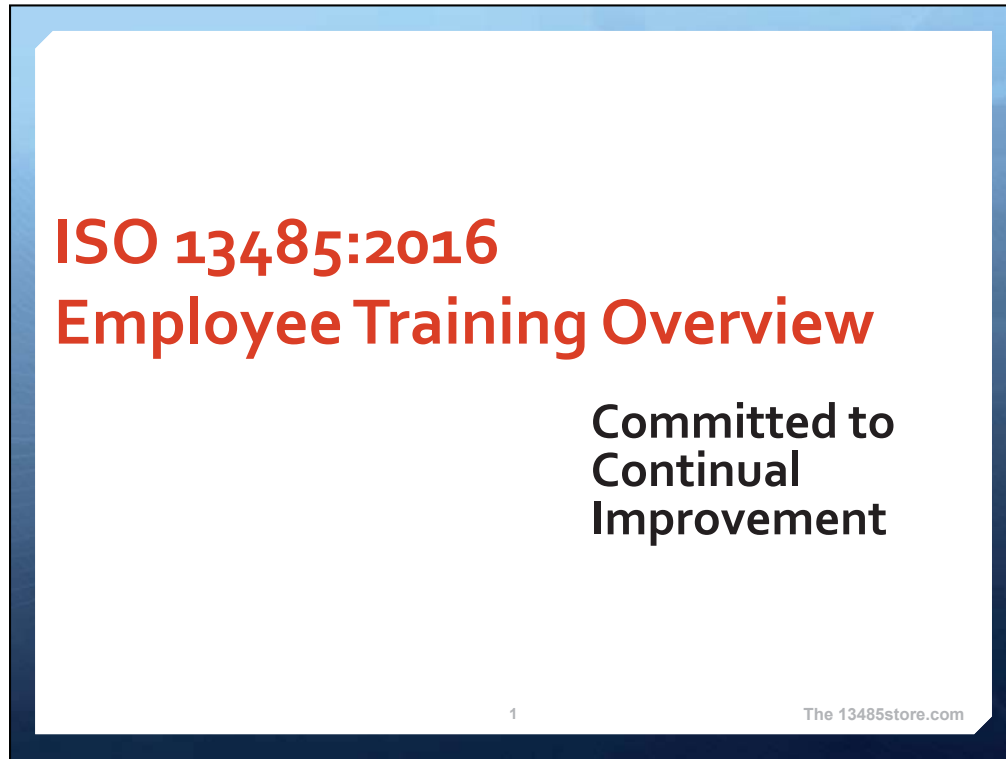 ISO 13485:2016
Employee Training Overview
Committed to
Continual
Improvement
1
The 13485store.com